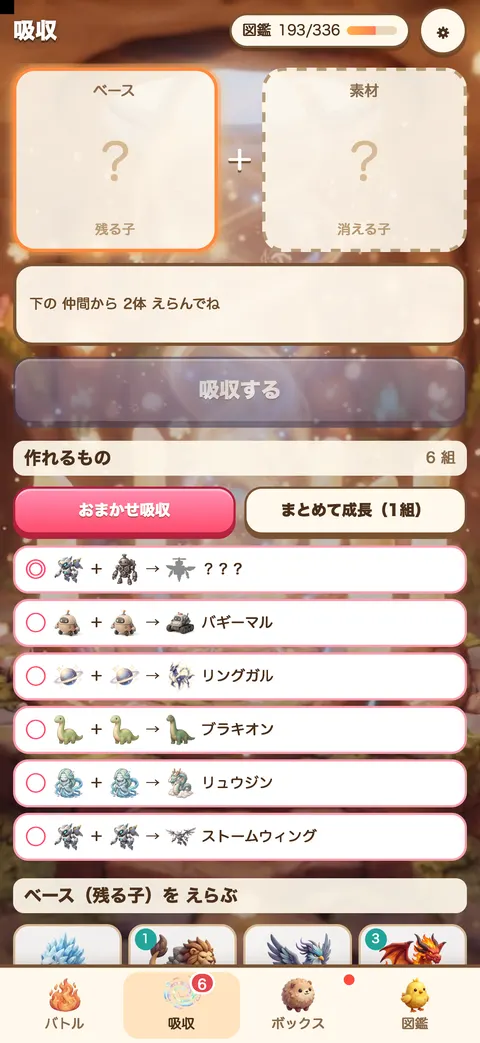 吸収
図鑑 193/336
ベース
?
残る子
+
素材
?
消える子
下の 仲間から 2体 えらんでね
吸収する
作れるもの
6 組
おまかせ吸収
まとめて成長（1組）
+ → ？？？
+ → バギーマル
+ → リングガル
+ → ブラキオン
+ → リュウジン
+ → ストームウィング
ベース（残る子）を えらぶ
1
3
バトル
6
吸収
ボックス
図鑑